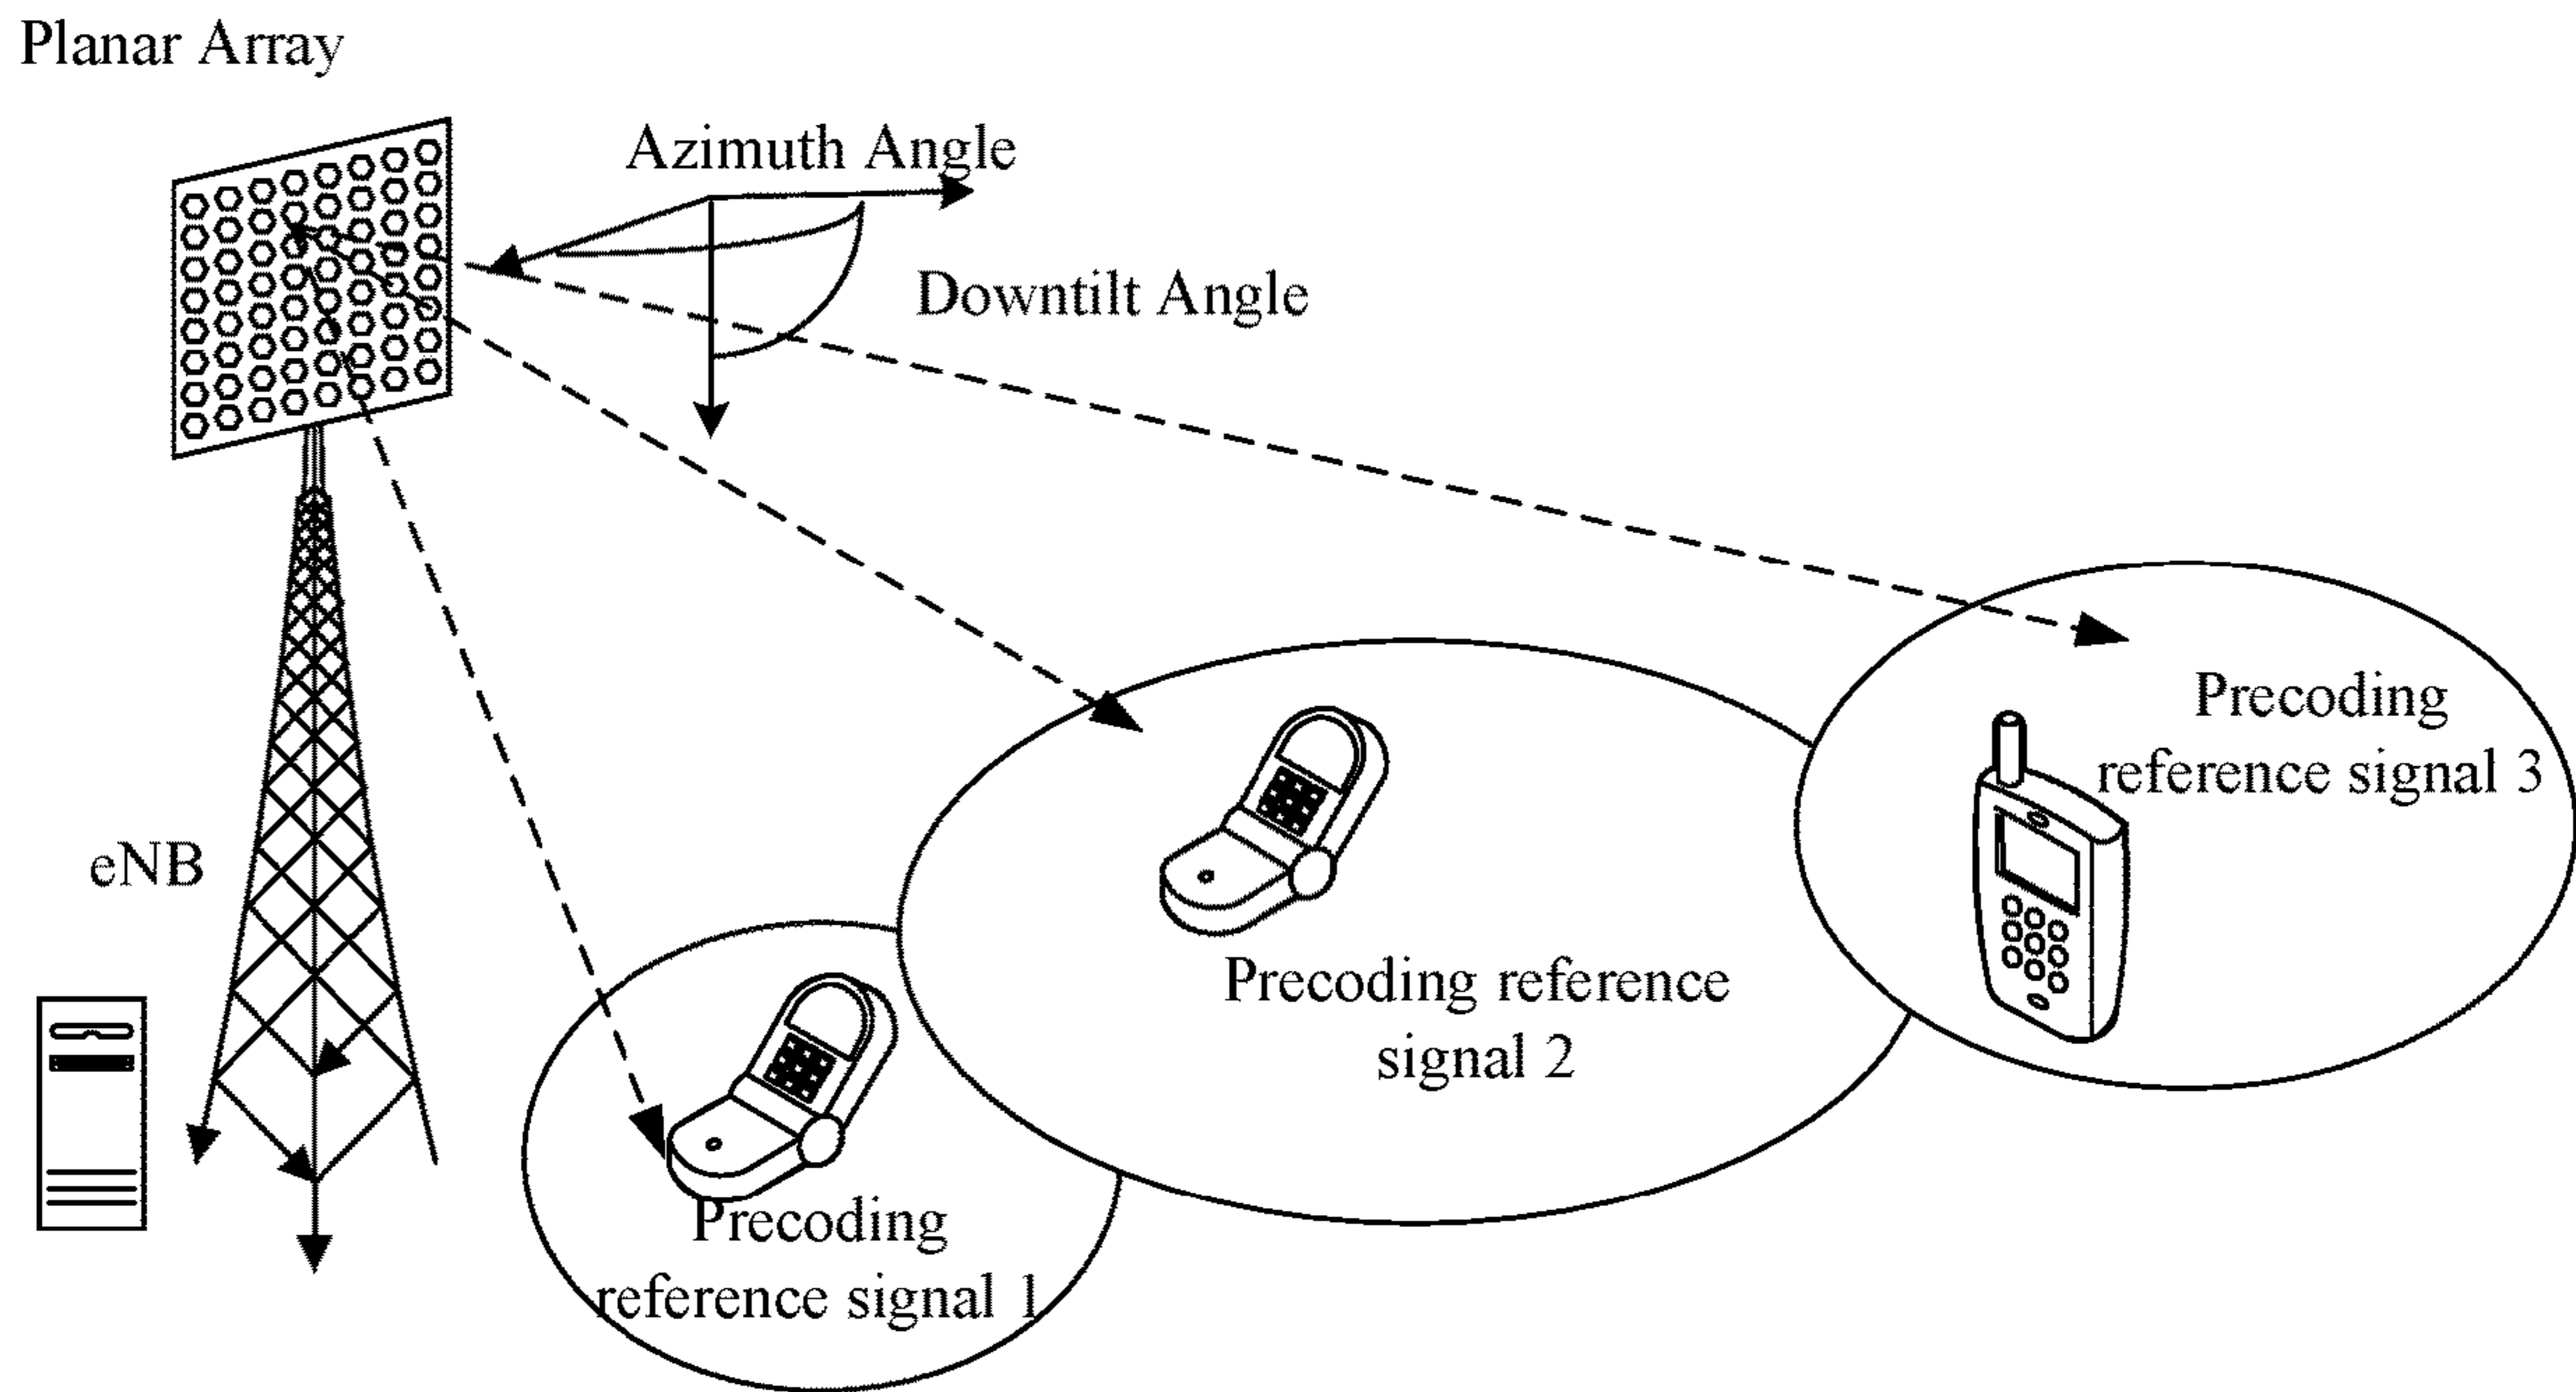 Planar Array
Azimuth Angle
Downtilt Angle
Precoding
reference signal 3
eNB
Precoding reference
signal 2
Precoding
reference signal 1